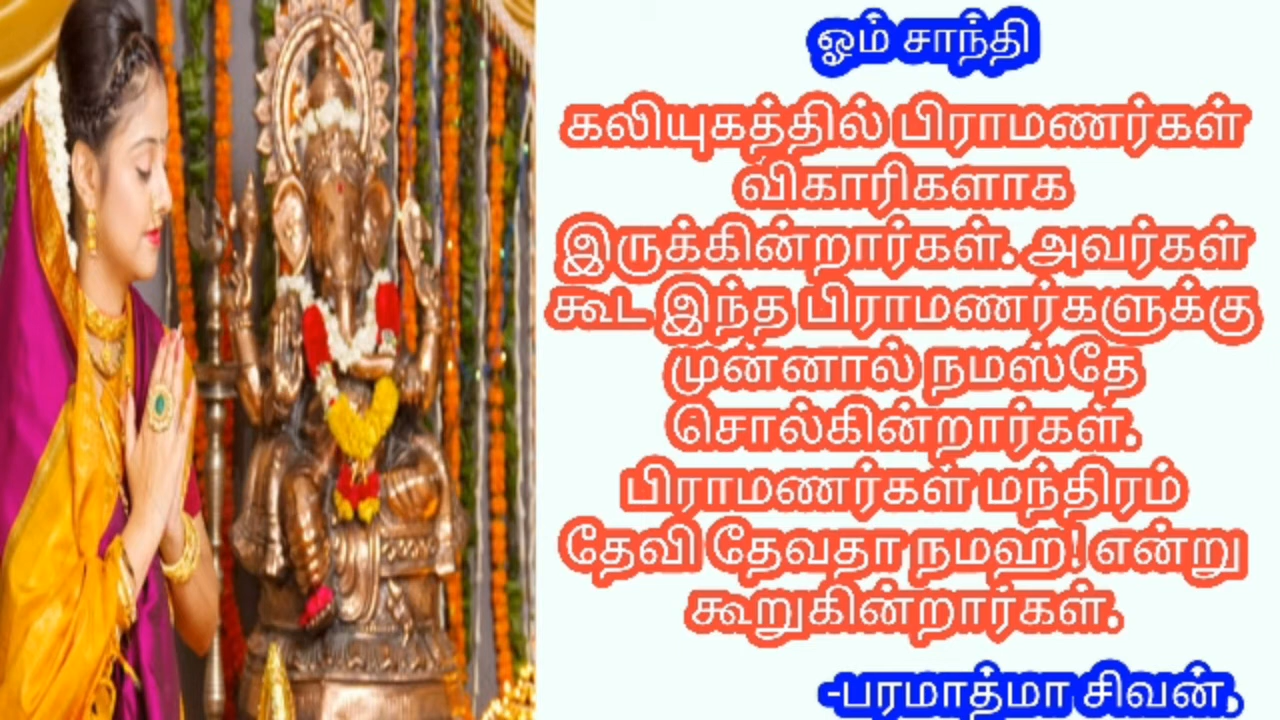 ஓம் சாந்தி
கலியுகத்தில் பிராமணர்கள்
விகாரிகளாக
இருக்கின்றார்கள். அவர்கள்
கூட இந்த பிராமணர்களுக்கு
முன்னால் நமஸ்தே
சொல்கின்றார்கள்.
பிராமணர்கள் மந்திரம்
தேவி தேவதா நமஹ! என்று
கூறுகின்றார்கள்.
-பரமாத்மா சிவன்,